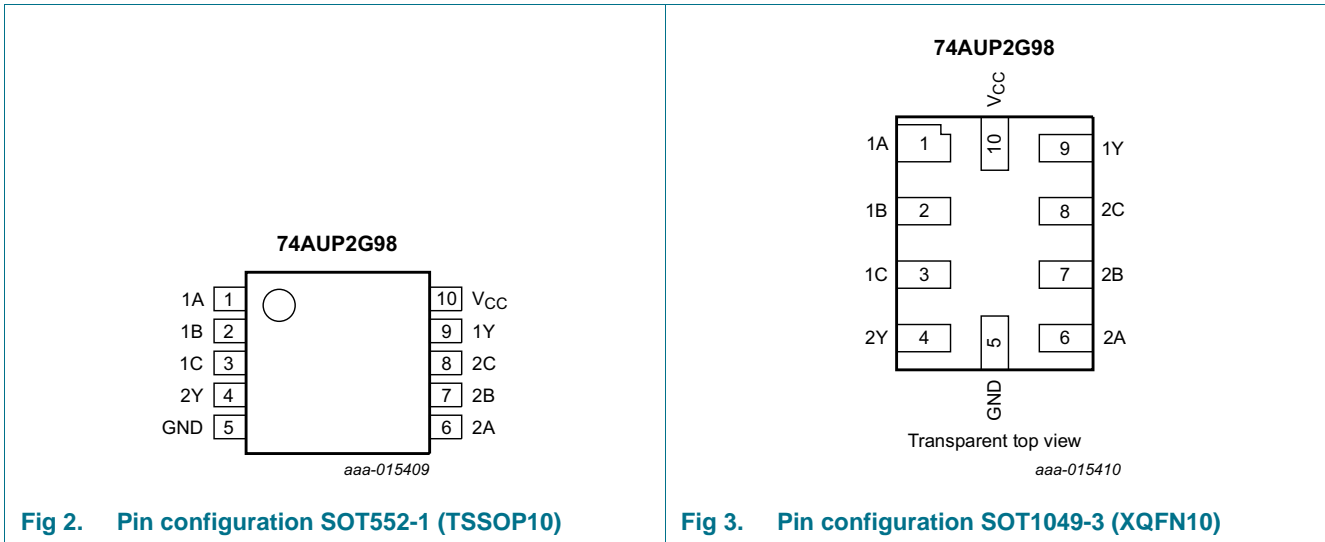 74AUP2G98
1A 1 10 VCC
1B 2 9 1Y
1C 3 8 2C
2Y 4 7 2B
GND 5 6 2A
aaa-015409
Fig 2. Pin configuration SOT552-1 (TSSOP10)
74AUP2G98
VCC
1A 1 10 9 1Y
1B 2 8 2C
1C 3 7 2B
2Y 4 5 6 2A
GND
Transparent top view
aaa-015410
Fig 3. Pin configuration SOT1049-3 (XQFN10)